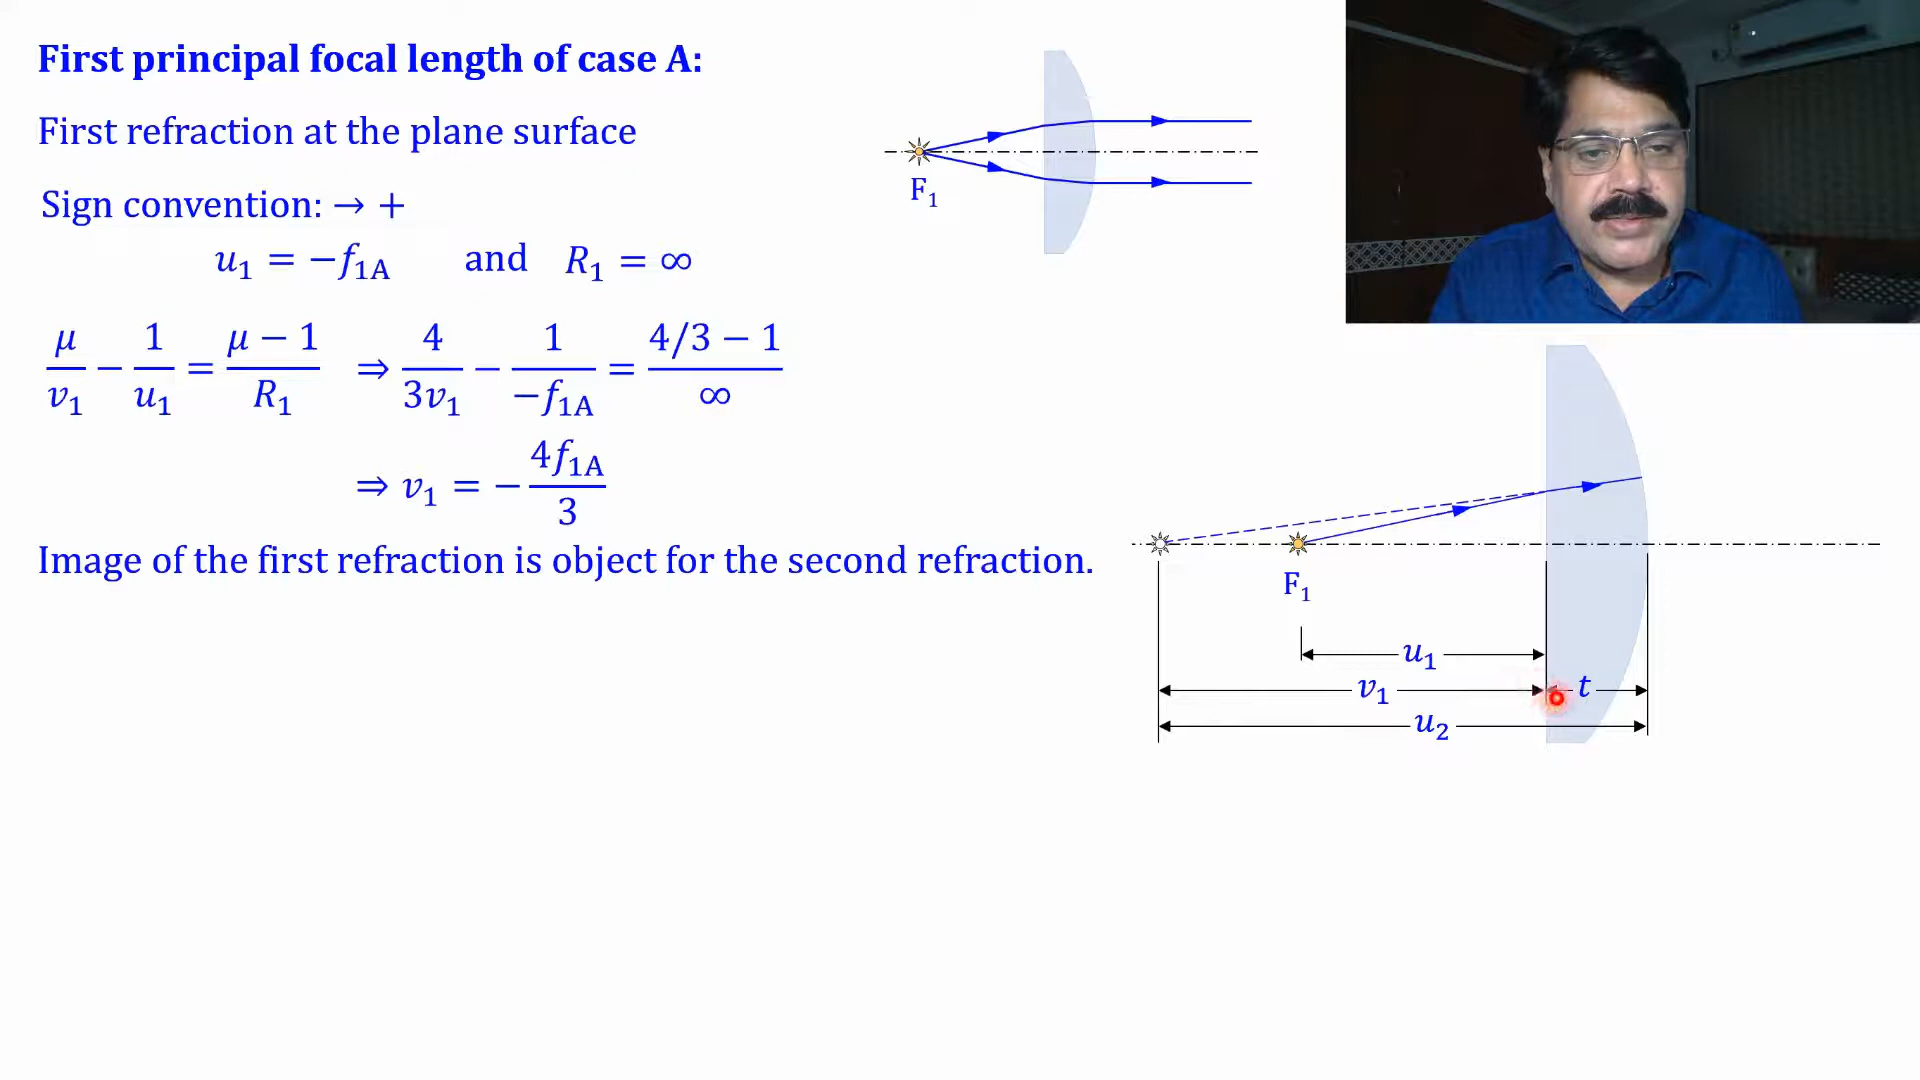 First principal focal length of case A:
First refraction at the plane surface
Sign convention: → +
u₁ = −f₁A and R₁ = ∞
μ/v₁ − 1/u₁ = (μ − 1)/R₁ ⇒ 4/(3v₁) − 1/(−f₁A) = (4/3 − 1)/∞
⇒ v₁ = − 4f₁A/3
Image of the first refraction is object for the second refraction.
F₁
F₁
u₁
v₁ t
u₂